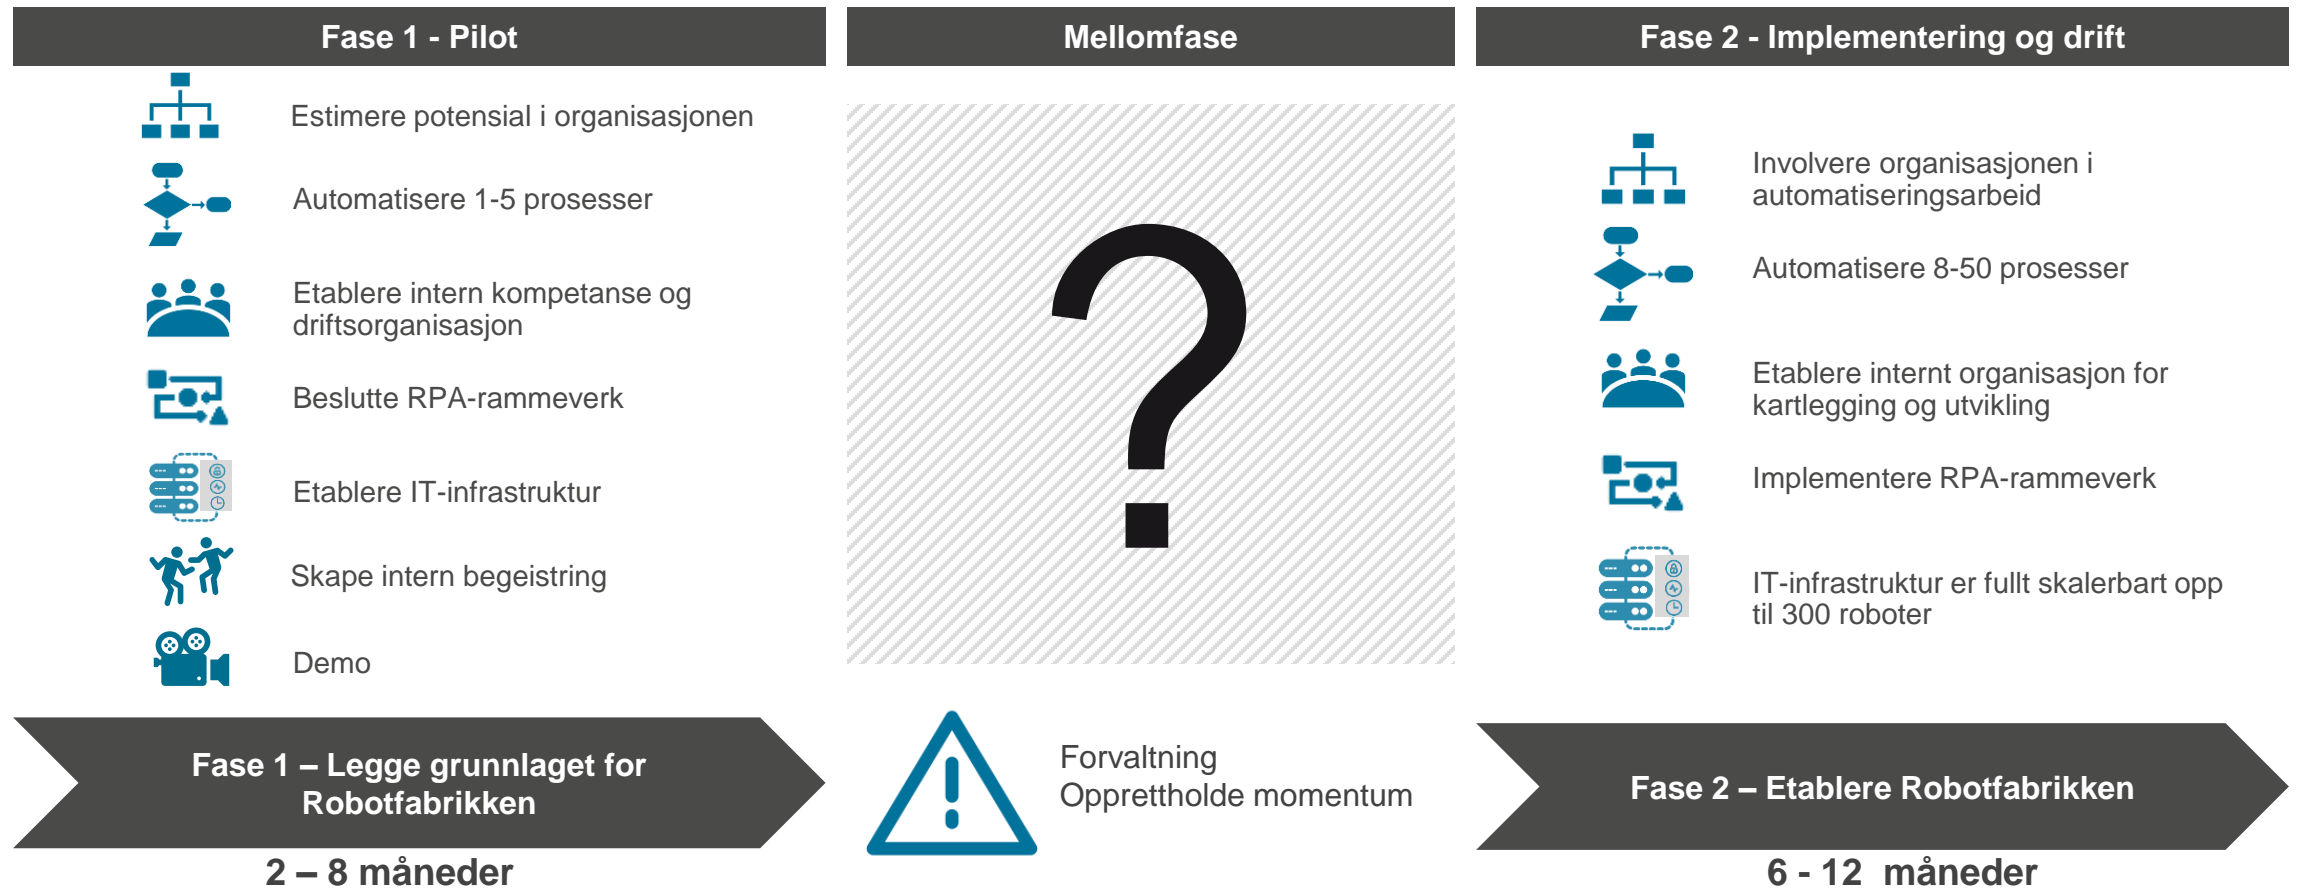 Fase 1 - Pilot
Estimere potensial i organisasjonen
Automatisere 1-5 prosesser
Etablere intern kompetanse og
driftsorganisasjon
Beslutte RPA-rammeverk
Etablere IT-infrastruktur
Skape intern begeistring
Demo
Fase 1 – Legge grunnlaget for
Robotfabrikken
2 – 8 måneder
Mellomfase
?
Forvaltning
Opprettholde momentum
Fase 2 - Implementering og drift
Involvere organisasjonen i
automatiseringsarbeid
Automatisere 8-50 prosesser
Etablere internt organisasjon for
kartlegging og utvikling
Implementere RPA-rammeverk
IT-infrastruktur er fullt skalerbart opp
til 300 roboter
Fase 2 – Etablere Robotfabrikken
6 - 12 måneder